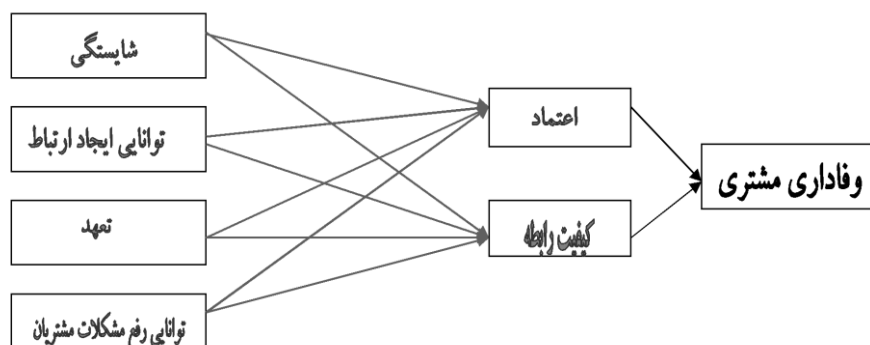 شایستگی
توانایی ایجاد ارتباط
تعهد
توانایی رفع مشکلات مشتریان
اعتماد
کیفیت رابطه
وفاداری مشتری